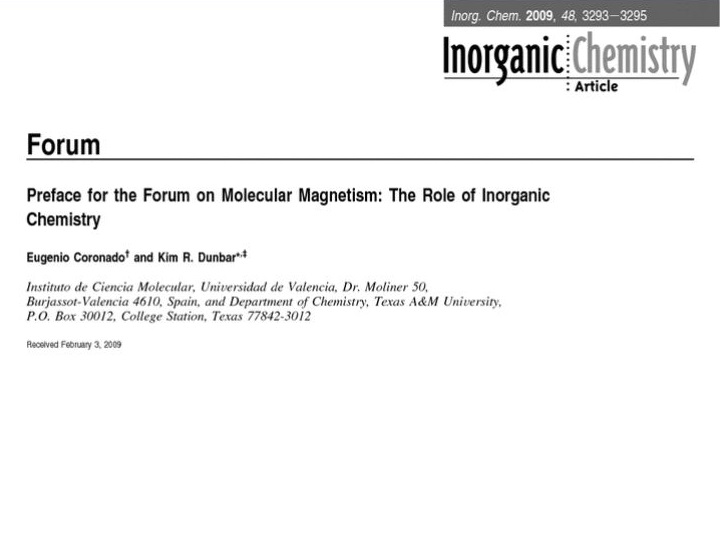 Inorg. Chem. 2009, 48, 3293−3295
Inorganic Chemistry
Article
Forum
Preface for the Forum on Molecular Magnetism: The Role of Inorganic
Chemistry
Eugenio Coronado† and Kim R. Dunbar*,‡
Instituto de Ciencia Molecular, Universidad de Valencia, Dr. Moliner 50,
Burjassot-Valencia 4610, Spain, and Department of Chemistry, Texas A&M University,
P.O. Box 30012, College Station, Texas 77842-3012
Received February 3, 2009